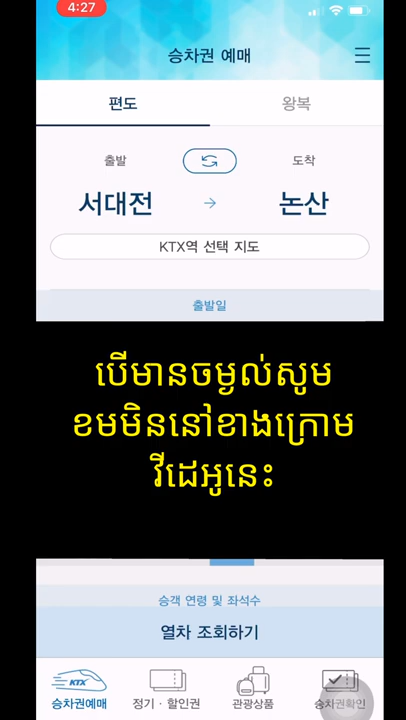 4:27
승차권 예매
편도
왕복
출발
도착
서대전
논산
KTX역 선택 지도
출발일
បើមានចម្ងល់សូម
ខមមិននៅខាងក្រោម
វីដេអូនេះ
승객 연령 및 좌석수
열차 조회하기
KTX
승차권예매
정기 · 할인권
관광상품
승차권확인